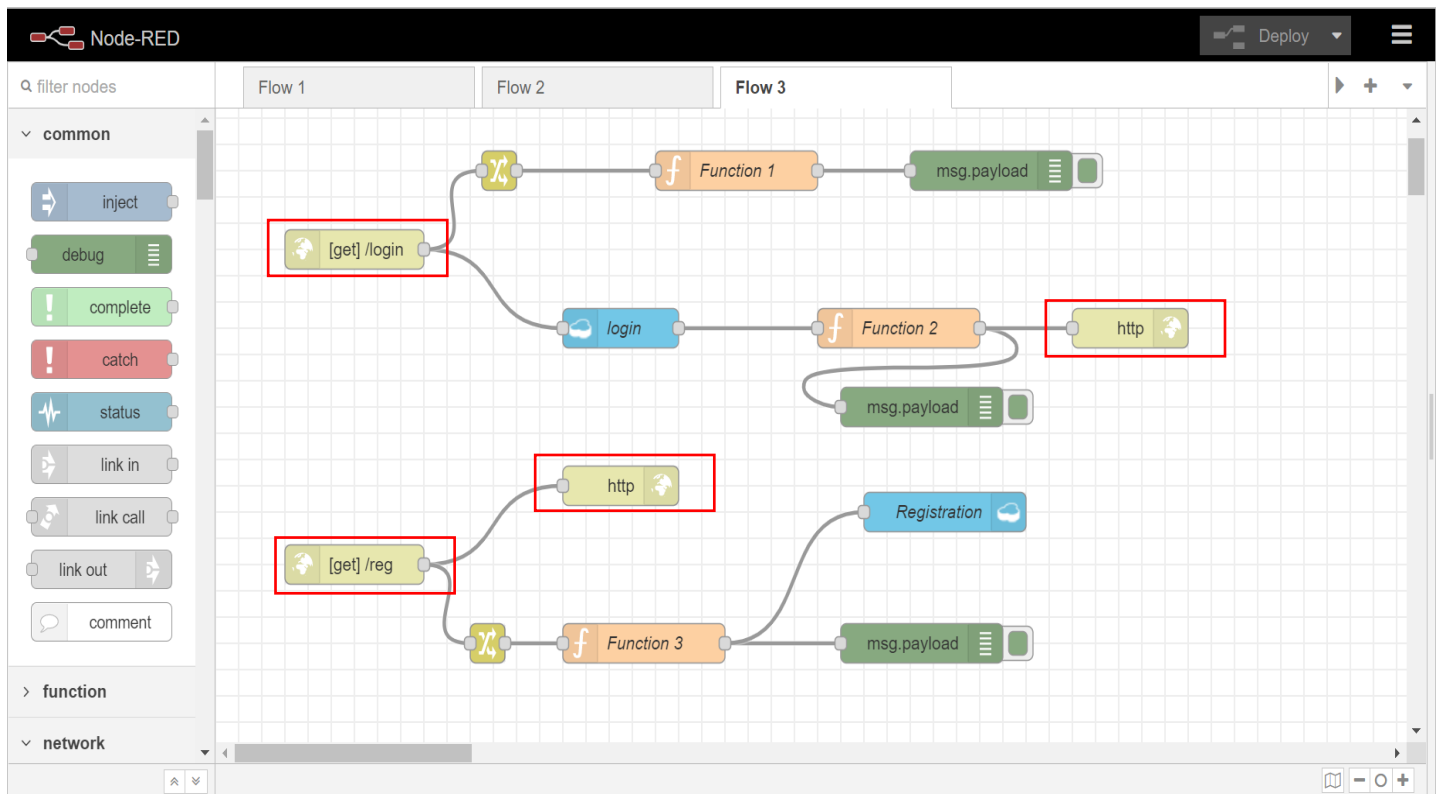 Node-RED
Deploy
filter nodes
Flow 1
Flow 2
Flow 3
common
inject
debug
complete
catch
status
link in
link call
link out
comment
function
network
f Function 1
msg.payload
[get] /login
login
f Function 2
http
msg.payload
http
Registration
[get] /reg
f Function 3
msg.payload